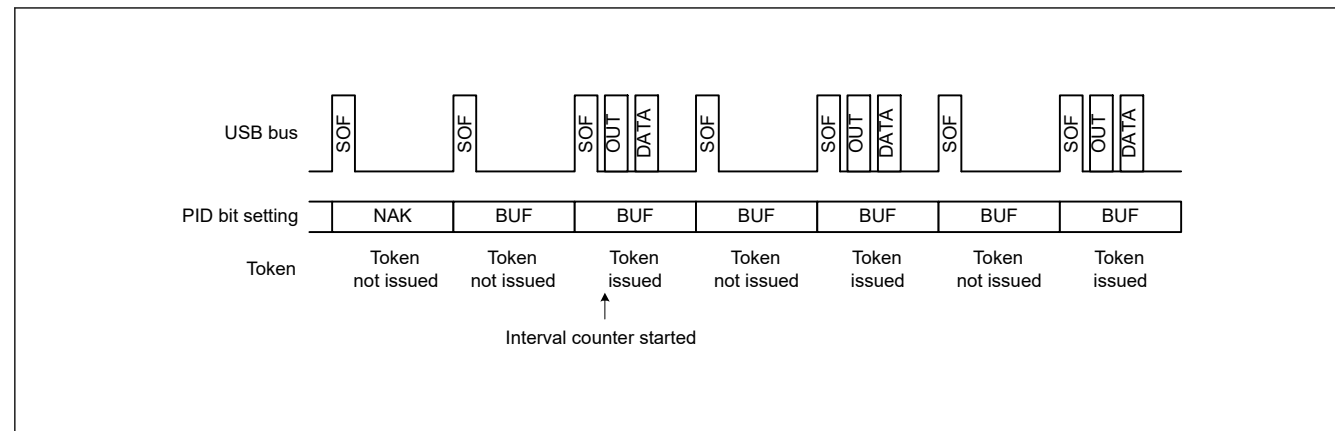 USB bus
SOF SOF SOF OUT DATA SOF SOF OUT DATA SOF SOF OUT DATA
PID bit setting NAK BUF BUF BUF BUF BUF BUF
Token
Token not issued
Token not issued
Token issued
Token not issued
Token issued
Token not issued
Token issued
Interval counter started